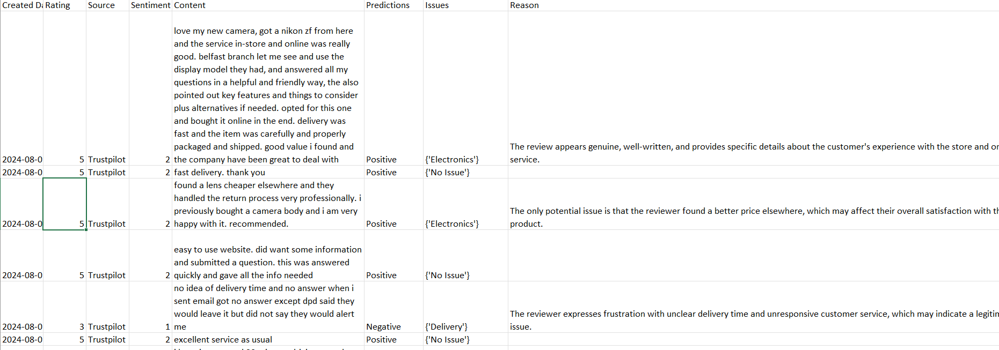 Created Da Rating Source Sentiment Content Predictions Issues Reason
love my new camera, got a nikon zf from here
and the service in-store and online was really
good. belfast branch let me see and use the
display model they had, and answered all my
questions in a helpful and friendly way, the also
pointed out key features and things to consider
plus alternatives if needed. opted for this one
and bought it online in the end. delivery was
fast and the item was carefully and properly
packaged and shipped. good value i found and
The review appears genuine, well-written, and provides specific details about the customer's experience with the store and or
2024-08-0 5 Trustpilot 2 the company have been great to deal with Positive {'Electronics'} service.
2024-08-0 5 Trustpilot 2 fast delivery. thank you Positive {'No Issue'}
found a lens cheaper elsewhere and they
handled the return process very professionally. i
previously bought a camera body and i am very
The only potential issue is that the reviewer found a better price elsewhere, which may affect their overall satisfaction with th
2024-08-0 5 Trustpilot 2 happy with it. recommended. Positive {'Electronics'} product.
easy to use website. did want some information
and submitted a question. this was answered
2024-08-0 5 Trustpilot 2 quickly and gave all the info needed Positive {'No Issue'}
no idea of delivery time and no answer when i
sent email got no answer except dpd said they
would leave it but did not say they would alert
The reviewer expresses frustration with unclear delivery time and unresponsive customer service, which may indicate a legitin
2024-08-0 3 Trustpilot 1 me Negative {'Delivery'} issue.
2024-08-0 5 Trustpilot 2 excellent service as usual Positive {'No Issue'}